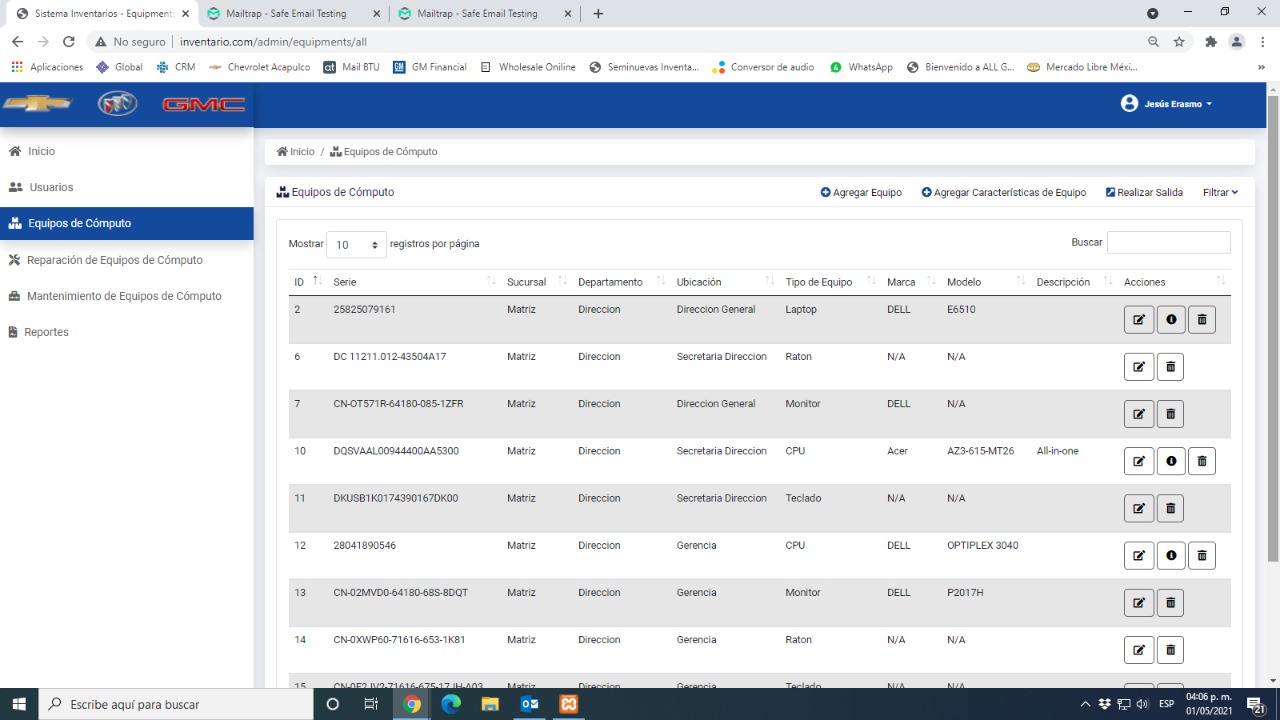 Sistema Inventarios - Equipment:
Mailtrap - Safe Email Testing
Mailtrap - Safe Email Testing
No seguro
inventario.com/admin/equipments/all
Aplicaciones
Global
CRM
Chevrolet Acapulco
at
Mail BTU
GM
GM Financial
Wholesale Online
Seminuevas Inventa...
Conversor de audio
WhatsApp
Bienvenido a ALL G...
Mercado Libre Méxi...
GMC
Jesús Erasmo
Inicio
Usuarios
Equipos de Cómputo
Reparación de Equipos de Cómputo
Mantenimiento de Equipos de Cómputo
Reportes
Inicio / Equipos de Cómputo
Equipos de Cómputo
Agregar Equipo
Agregar Características de Equipo
Realizar Salida
Filtrar
Mostrar 10 registros por página
Buscar
ID Serie Sucursal Departamento Ubicación Tipo de Equipo Marca Modelo Descripción Acciones
2 25825079161 Matriz Direccion Direccion General Laptop DELL E6510
6 DC 11211.012-43504A17 Matriz Direccion Secretaria Direccion Raton N/A N/A
7 CN-OT571R-64180-085-1ZFR Matriz Direccion Direccion General Monitor DELL N/A
10 DQSVAAL00944400AA5300 Matriz Direccion Secretaria Direccion CPU Acer AZ3-615-MT26 All-in-one
11 DKUSB1K0174390167DK00 Matriz Direccion Secretaria Direccion Teclado N/A N/A
12 28041890546 Matriz Direccion Gerencia CPU DELL OPTIPLEX 3040
13 CN-02MVD0-64180-68S-8DQT Matriz Direccion Gerencia Monitor DELL P2017H
14 CN-0XWP60-71616-653-1K81 Matriz Direccion Gerencia Raton N/A N/A
15 Matriz Direccion Gerencia Teclado N/A N/A
Escribe aquí para buscar
ESP
04:06 p. m.
01/05/2021
21